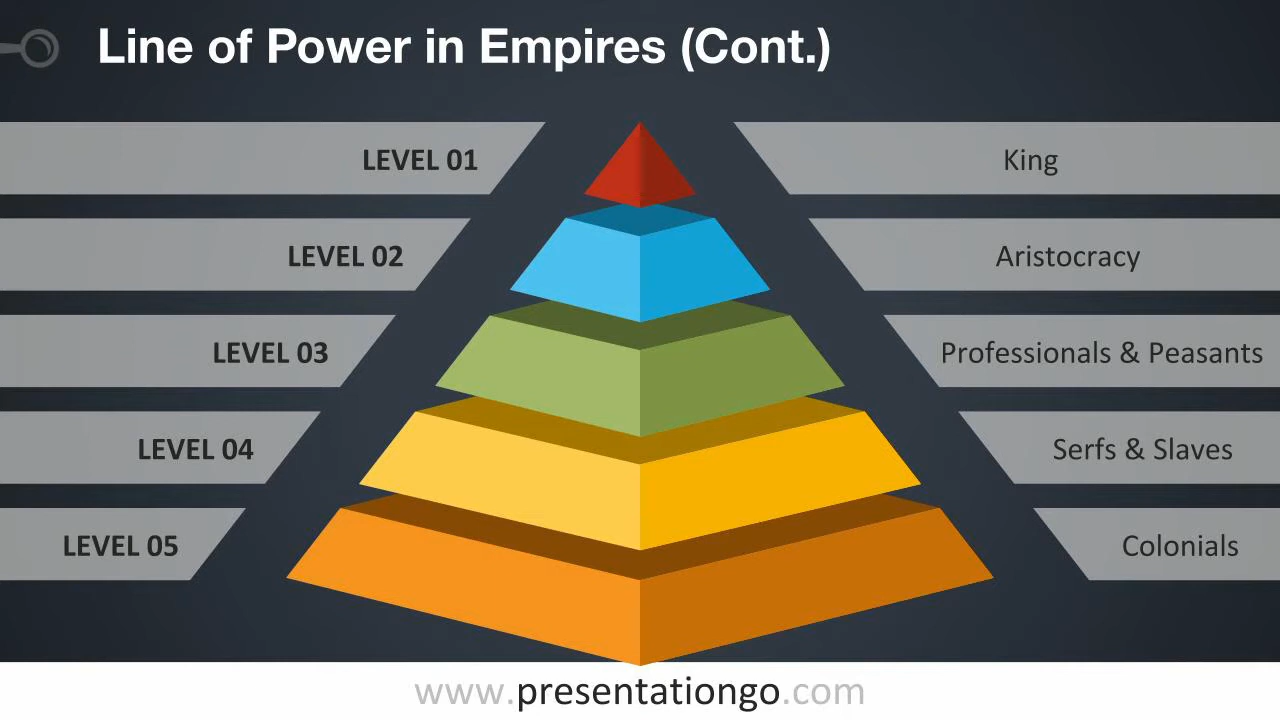 Line of Power in Empires (Cont.)
LEVEL 01
King
LEVEL 02
Aristocracy
LEVEL 03
Professionals & Peasants
LEVEL 04
Serfs & Slaves
LEVEL 05
Colonials
www.presentationgo.com